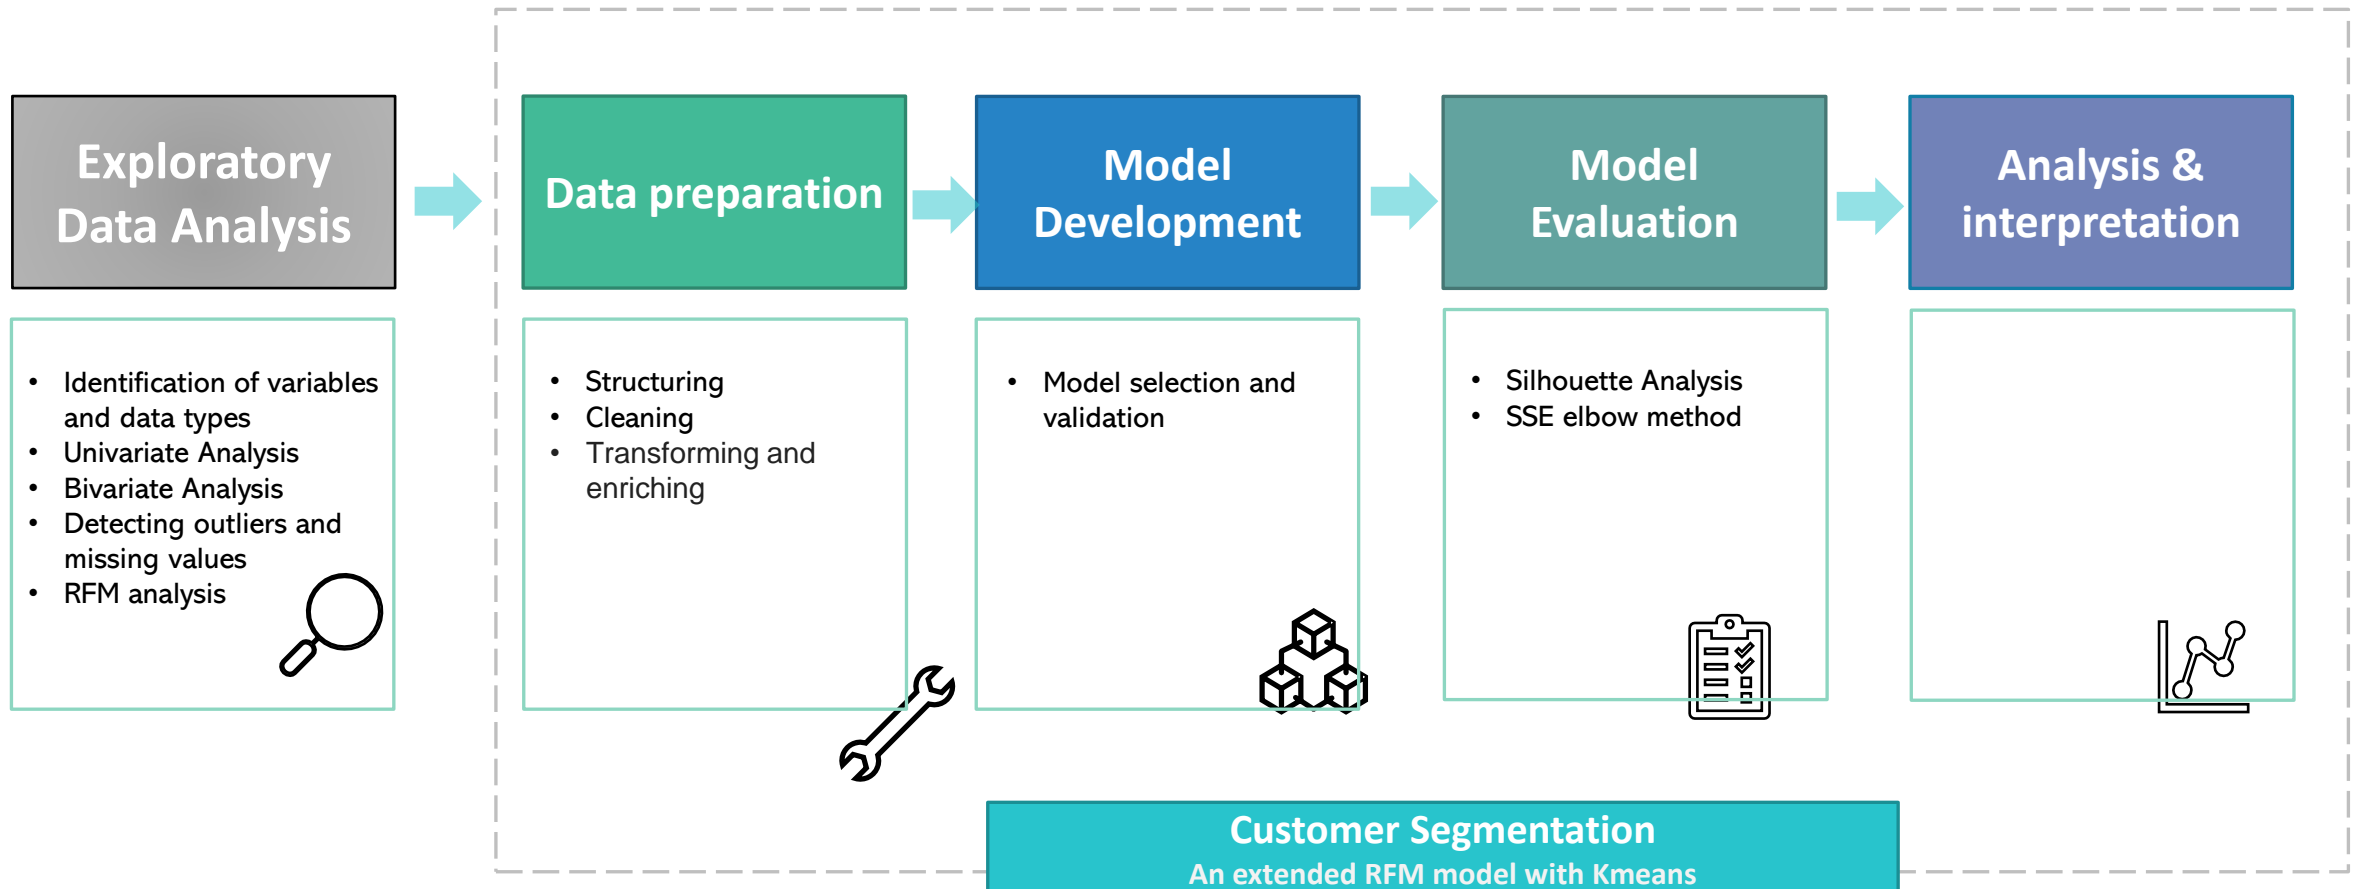 Exploratory
Data Analysis
Data preparation
Model
Development
Model
Evaluation
Analysis &
interpretation
• Identification of variables
and data types
• Univariate Analysis
• Bivariate Analysis
• Detecting outliers and
missing values
• RFM analysis
• Structuring
• Cleaning
• Transforming and
enriching
• Model selection and
validation
• Silhouette Analysis
• SSE elbow method
Customer Segmentation
An extended RFM model with Kmeans